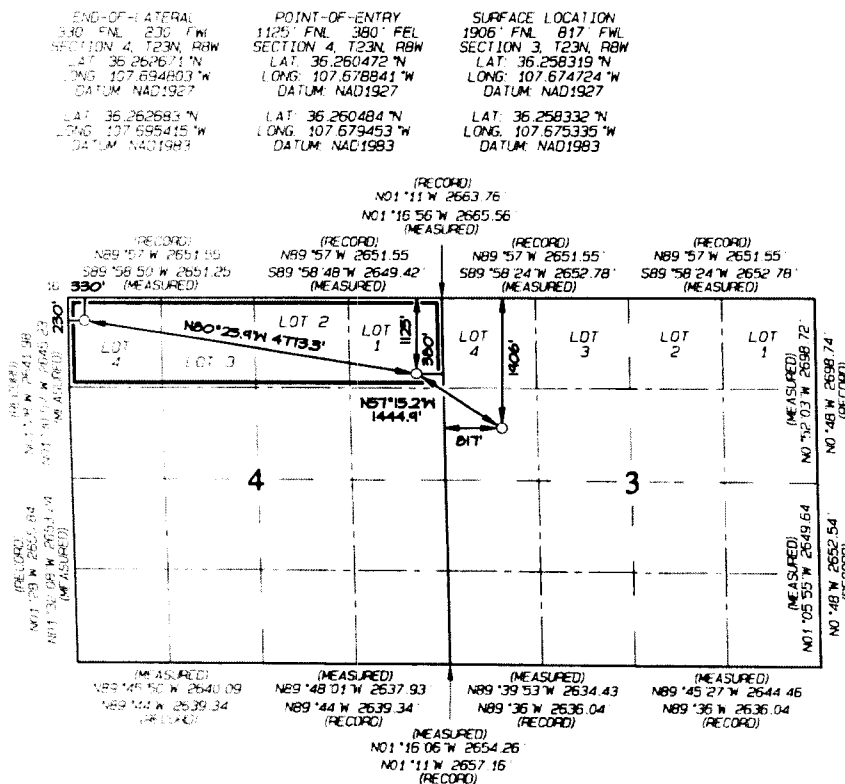 END-OF-LATERAL
330' FNL 230' FWL
SECTION 4, T23N, R8W
LAT: 36.262671 °N
LONG: 107.694803 °W
DATUM: NAD1927
LAT: 36.262683 °N
LONG: 107.695415 °W
DATUM: NAD1983
POINT-OF-ENTRY
1125' FNL 380' FEL
SECTION 4, T23N, R8W
LAT: 36.260472 °N
LONG: 107.678841 °W
DATUM: NAD1927
LAT: 36.260484 °N
LONG: 107.679453 °W
DATUM: NAD1983
SURFACE LOCATION
1906' FNL 817' FWL
SECTION 3, T23N, R8W
LAT: 36.258319 °N
LONG: 107.674724 °W
DATUM: NAD1927
LAT: 36.258332 °N
LONG: 107.675335 °W
DATUM: NAD1983
(RECORD)
N01°11'W 2663.76'
N01°16'56"W 2665.56'
(MEASURED)
(RECORD)
N89°57'W 2651.55'
S89°58'50"W 2651.25'
(MEASURED)
(RECORD)
N89°57'W 2651.55'
S89°58'48"W 2649.42'
(MEASURED)
(RECORD)
N89°57'W 2651.55'
S89°58'24"W 2652.78'
(MEASURED)
(RECORD)
N89°57'W 2651.55'
S89°58'24"W 2652.78'
(MEASURED)
330'
230'
N80°25.9'W 4773.3'
LOT 4
LOT 3
LOT 2
LOT 1
1125'
380'
LOT 4
LOT 3
LOT 2
LOT 1
1906'
N57°15.2'W
1444.9'
817'
4
3
(RECORD)
(MEASURED)
(RECORD)
(MEASURED)
(MEASURED)
N0°52'03"W 2698.72'
N0°48'W 2698.74'
(RECORD)
(MEASURED)
N01°05'55"W 2649.64'
N0°48'W 2652.54'
(RECORD)
(MEASURED)
N89°45'50"W 2640.09'
N89°44'W 2639.34'
(RECORD)
(MEASURED)
N89°48'01"W 2637.93'
N89°44'W 2639.34'
(RECORD)
(MEASURED)
N89°39'53"W 2634.43'
N89°36'W 2636.04'
(RECORD)
(MEASURED)
N89°45'27"W 2644.46'
N89°36'W 2636.04'
(RECORD)
(MEASURED)
N01°16'06"W 2654.26'
N01°11'W 2657.16'
(RECORD)